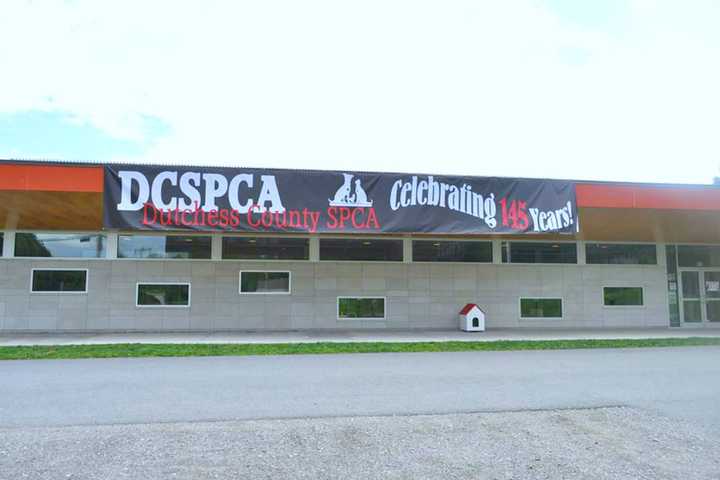 DCSPCA
Dutchess County SPCA
Celebrating 145 Years!